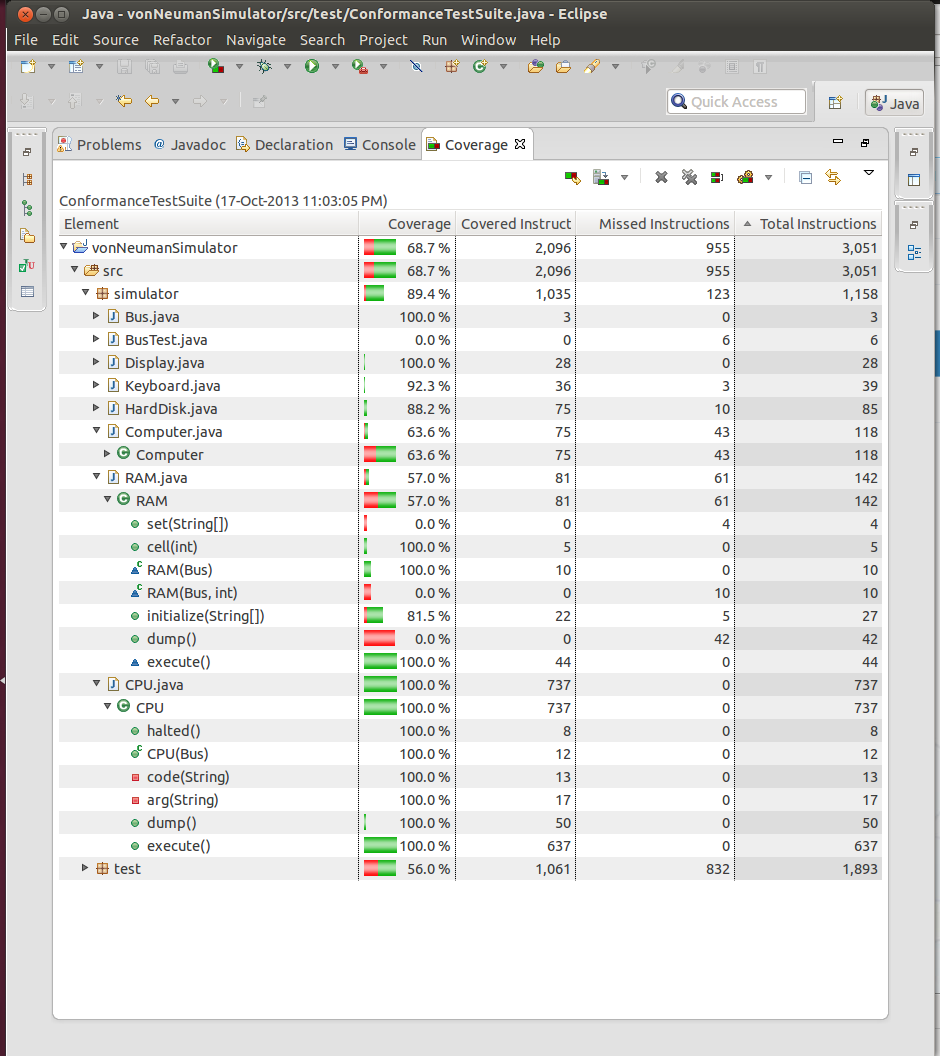 Java - vonNeumanSimulator/src/test/ConformanceTestSuite.java - Eclipse
File Edit Source Refactor Navigate Search Project Run Window Help
Quick Access Java
Problems @ Javadoc Declaration Console Coverage
ConformanceTestSuite (17-Oct-2013 11:03:05 PM)
Element Coverage Covered Instruct Missed Instructions Total Instructions
vonNeumanSimulator 68.7 % 2,096 955 3,051
src 68.7 % 2,096 955 3,051
simulator 89.4 % 1,035 123 1,158
Bus.java 100.0 % 3 0 3
BusTest.java 0.0 % 0 6 6
Display.java 100.0 % 28 0 28
Keyboard.java 92.3 % 36 3 39
HardDisk.java 88.2 % 75 10 85
Computer.java 63.6 % 75 43 118
Computer 63.6 % 75 43 118
RAM.java 57.0 % 81 61 142
RAM 57.0 % 81 61 142
set(String[]) 0.0 % 0 4 4
cell(int) 100.0 % 5 0 5
RAM(Bus) 100.0 % 10 0 10
RAM(Bus, int) 0.0 % 0 10 10
initialize(String[]) 81.5 % 22 5 27
dump() 0.0 % 0 42 42
execute() 100.0 % 44 0 44
CPU.java 100.0 % 737 0 737
CPU 100.0 % 737 0 737
halted() 100.0 % 8 0 8
CPU(Bus) 100.0 % 12 0 12
code(String) 100.0 % 13 0 13
arg(String) 100.0 % 17 0 17
dump() 100.0 % 50 0 50
execute() 100.0 % 637 0 637
test 56.0 % 1,061 832 1,893